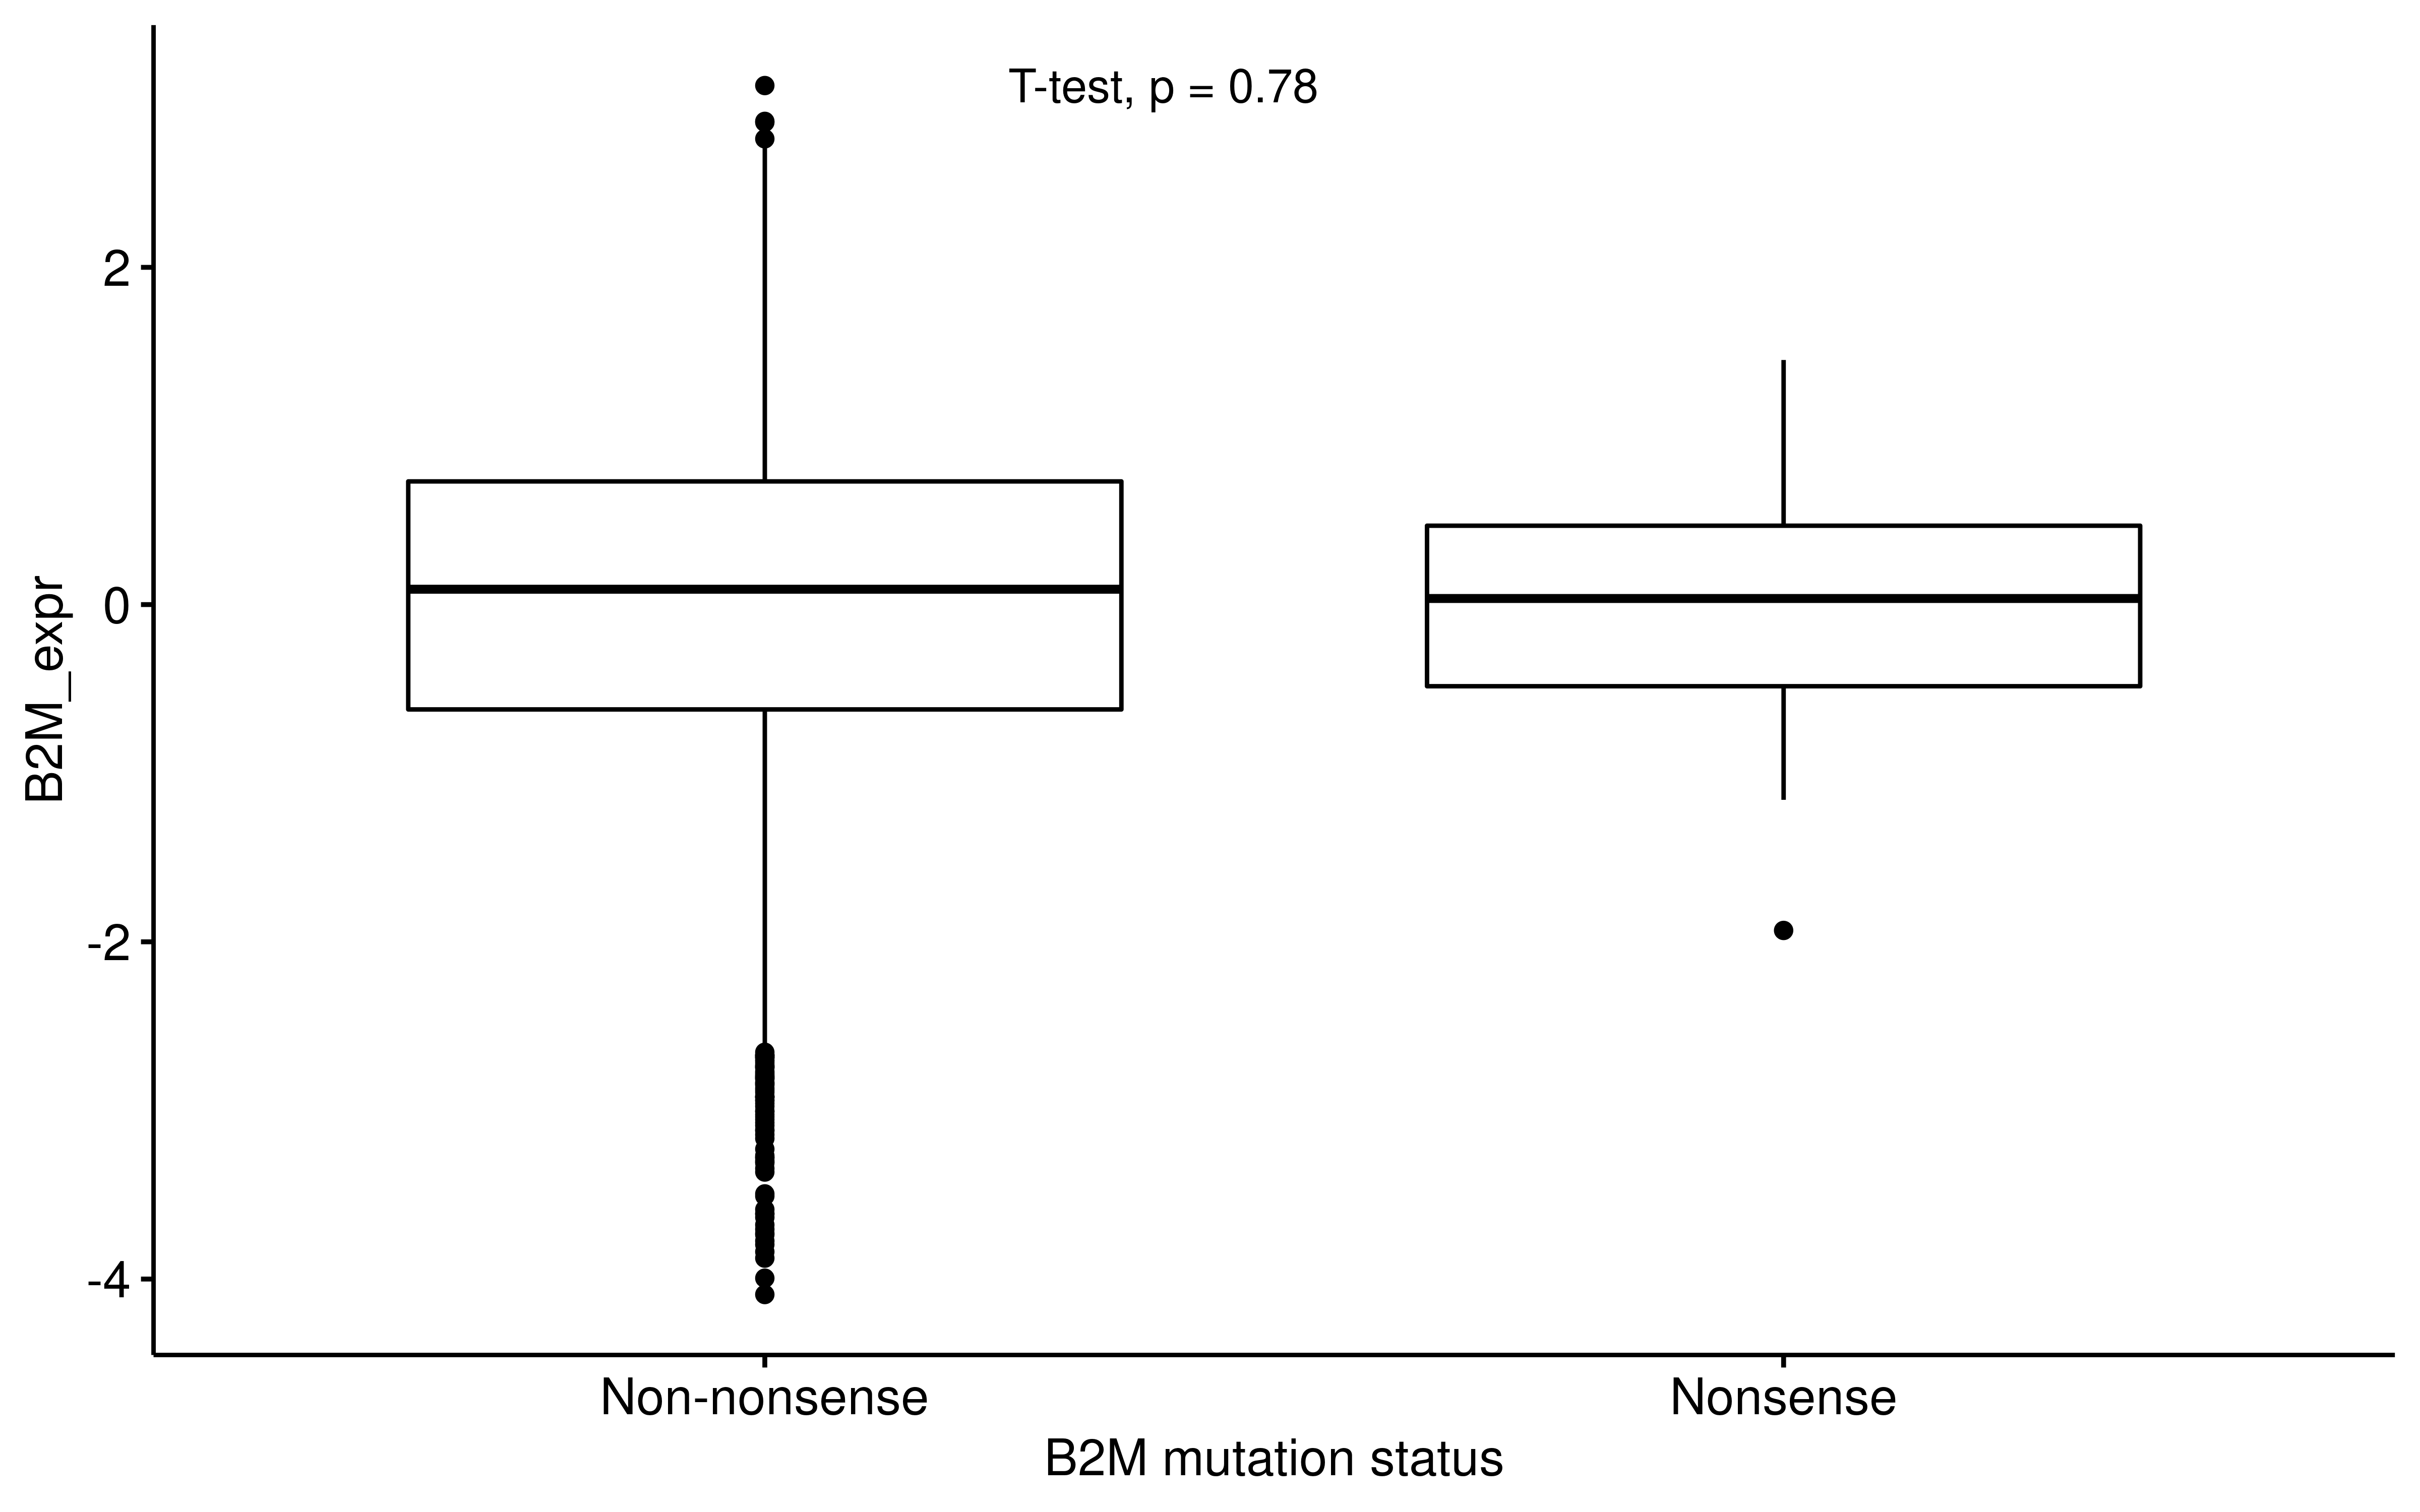 T-test, p = 0.78
2
0
-2
-4
B2M_expr
Non-nonsense
Nonsense
B2M mutation status